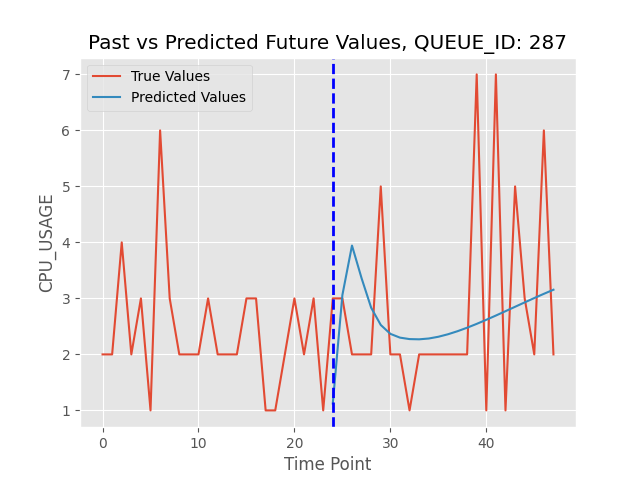 Past vs Predicted Future Values, QUEUE_ID: 287
True Values
Predicted Values
CPU_USAGE
7
6
5
4
3
2
1
0
10
20
30
40
Time Point